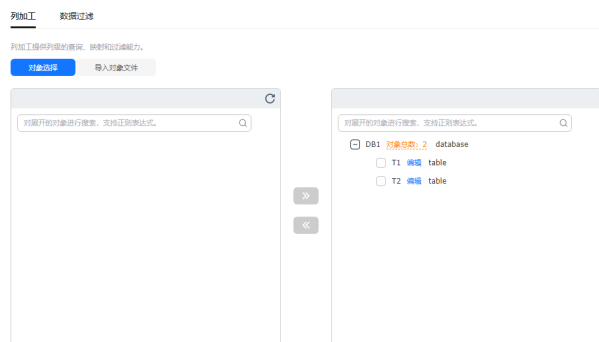 列加工 数据过滤
列加工提供列级的查询、映射和过滤能力。
对象选择 导入对象文件
对展开的对象进行搜索，支持正则表达式。 对展开的对象进行搜索，支持正则表达式。
DB1 对象总数：2 database
T1 编辑 table
T2 编辑 table